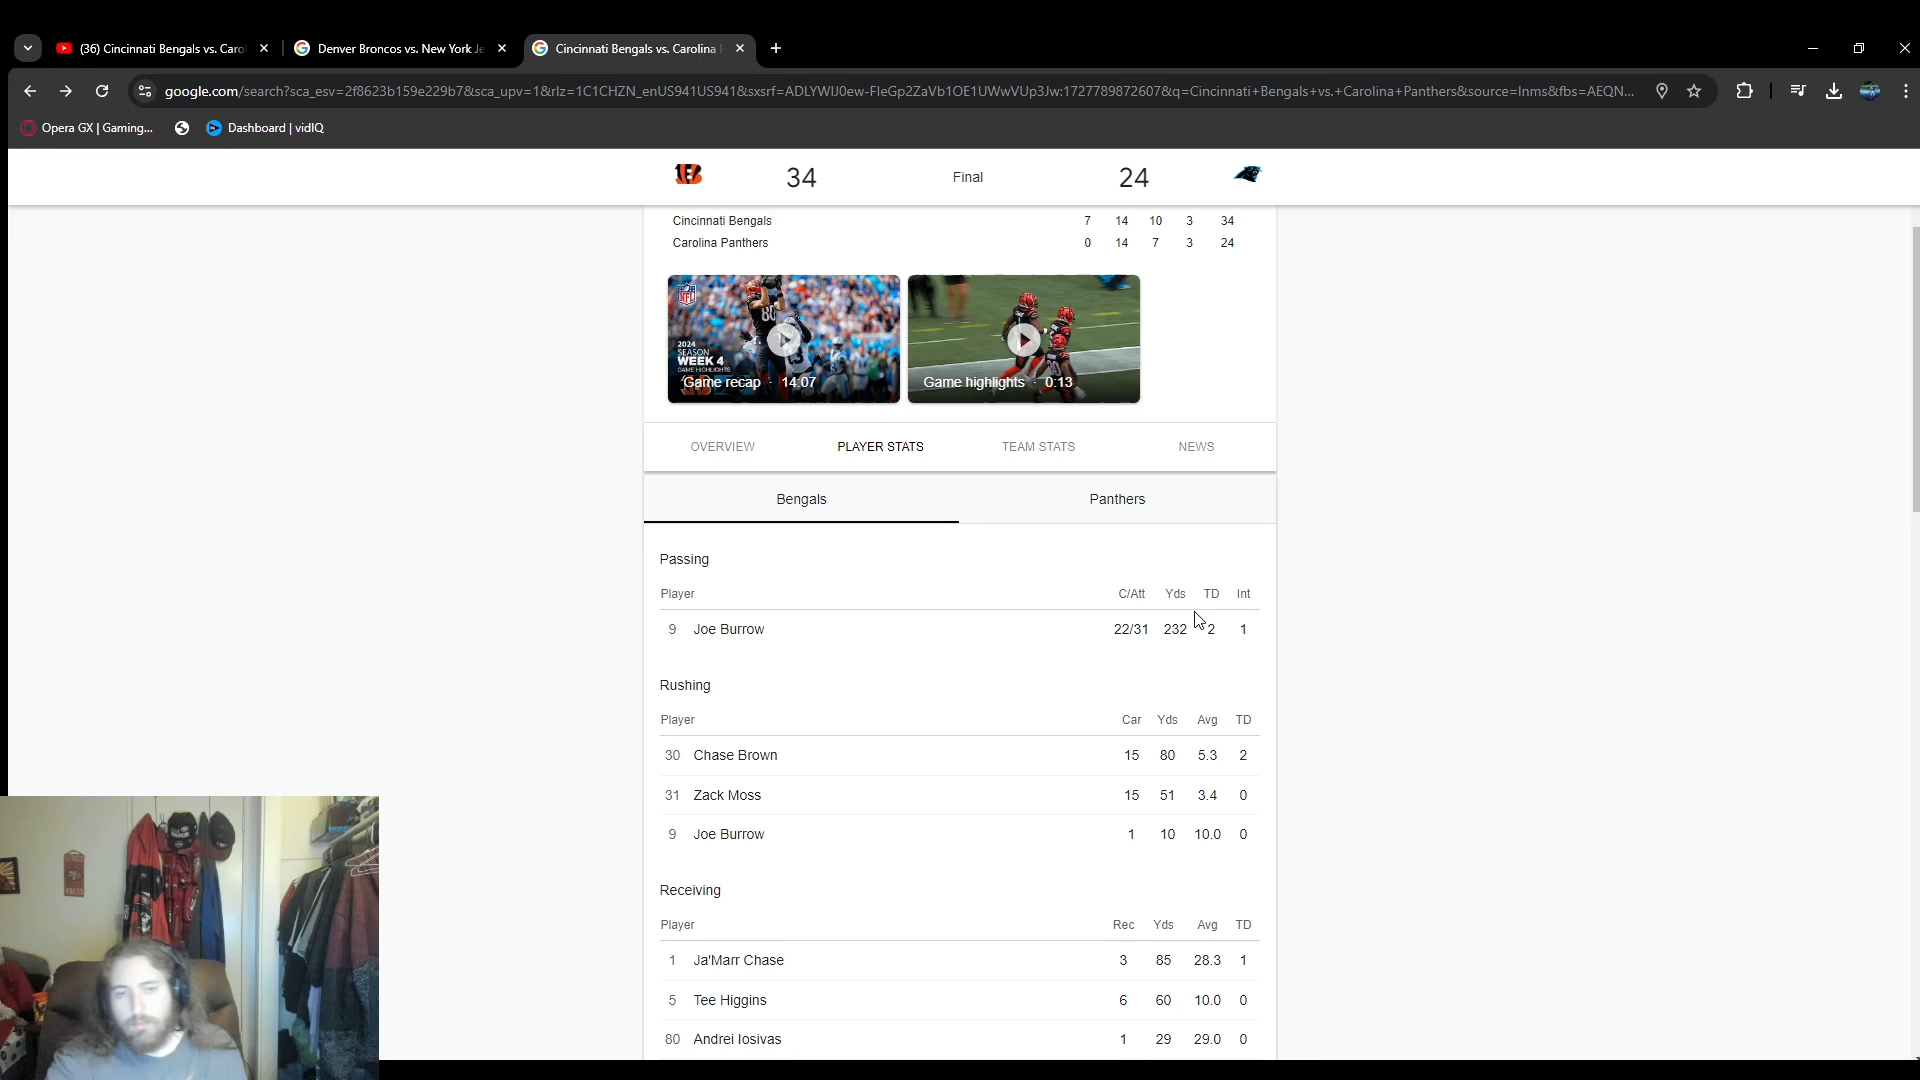 (36) Cincinnati Bengals vs. Caro
Denver Broncos vs. New York Je
Cincinnati Bengals vs. Carolina
google.com/search?sca_esv=2f8623b159e229b7&sca_upv=1&rlz=1C1CHZN_enUS941US941&sxsrf=ADLYWIJ0ew-FleGp2ZaVb1OE1UWwVUp3Jw:1727789872607&q=Cincinnati+Bengals+vs.+Carolina+Panthers&source=lnms&fbs=AEQN...
Opera GX | Gaming...
Dashboard | vidIQ
34 Final 24
Cincinnati Bengals 7 14 10 3 34
Carolina Panthers 0 14 7 3 24
NFL
80
2024
SEASON
WEEK 4
GAME HIGHLIGHTS
Game recap · 14:07
Game highlights · 0:13
OVERVIEW PLAYER STATS TEAM STATS NEWS
Bengals Panthers
Passing
Player C/Att Yds TD Int
9 Joe Burrow 22/31 232 2 1
Rushing
Player Car Yds Avg TD
30 Chase Brown 15 80 5.3 2
31 Zack Moss 15 51 3.4 0
9 Joe Burrow 1 10 10.0 0
Receiving
Player Rec Yds Avg TD
1 Ja'Marr Chase 3 85 28.3 1
5 Tee Higgins 6 60 10.0 0
80 Andrei Iosivas 1 29 29.0 0